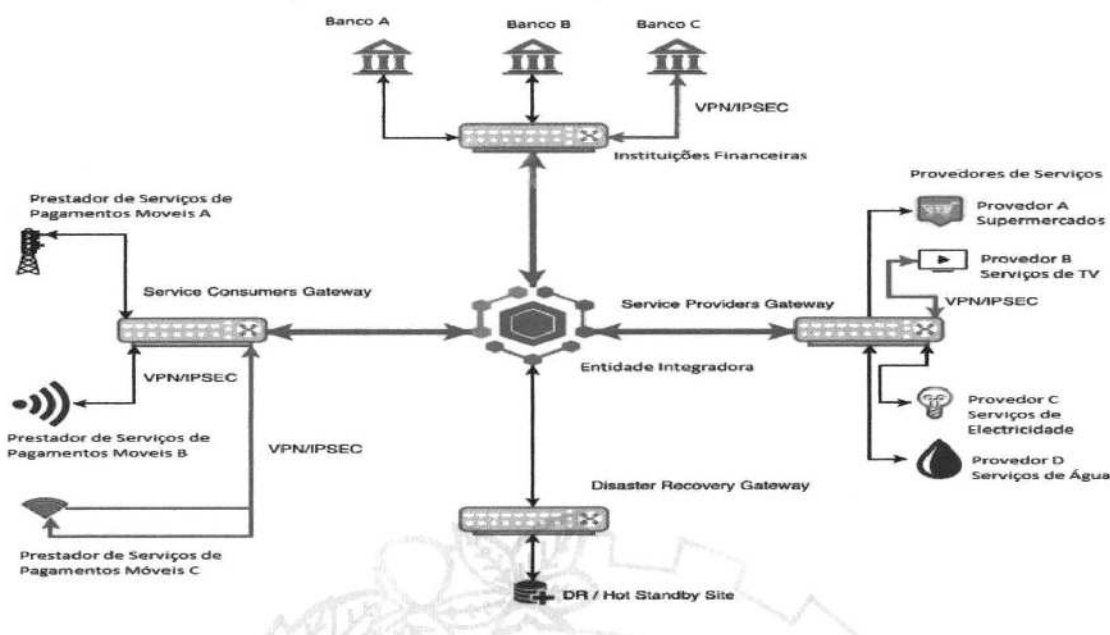 Banco A
Banco B
Banco C
VPN/IPSEC
Instituições Financeiras
Provedores de Serviços
Prestador de Serviços de
Pagamentos Moveis A
Provedor A
Supermercados
Provedor B
Serviços de TV
Service Consumers Gateway
Service Providers Gateway
VPN/IPSEC
Entidade Integradora
VPN/IPSEC
Provedor C
Serviços de
Electricidade
Prestador de Serviços de
Pagamentos Moveis B
VPN/IPSEC
Provedor D
Serviços de Água
Disaster Recovery Gateway
Prestador de Serviços de
Pagamentos Móveis C
DR / Hot Standby Site